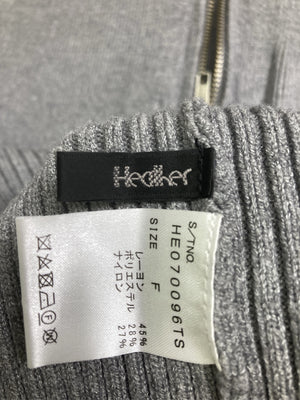 Heather
S/TNO.
HE070096TS
SIZE F
レーヨン 45%
ポリエステル 28%
ナイロン 27%